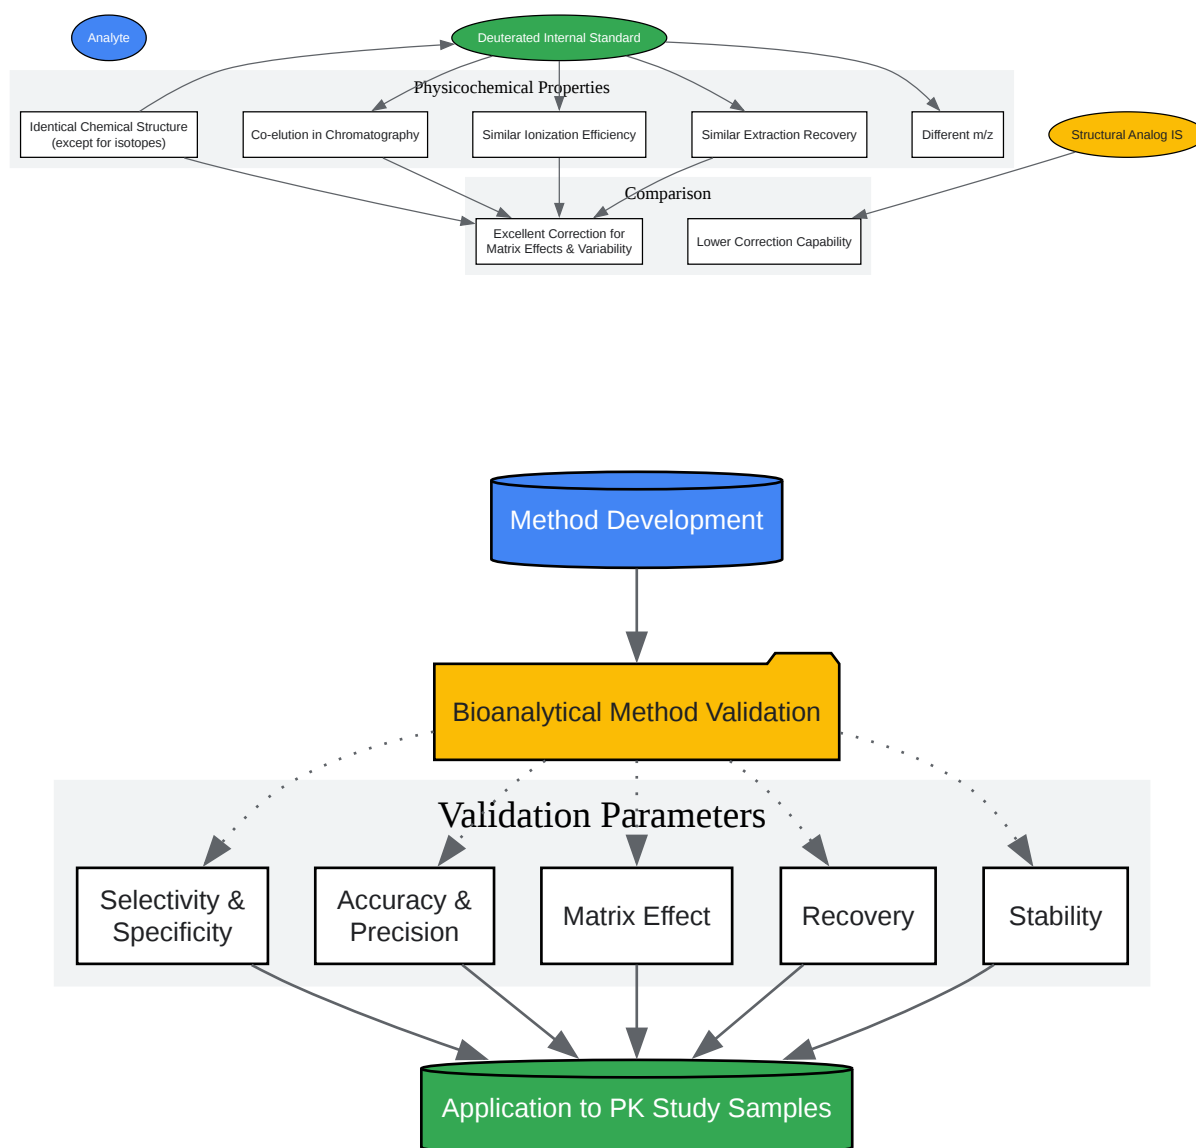 Analyte
Deuterated Internal Standard
Physicochemical Properties
Identical Chemical Structure
(except for isotopes)
Co-elution in Chromatography
Similar Ionization Efficiency
Similar Extraction Recovery
Different m/z
Structural Analog IS
Comparison
Excellent Correction for
Matrix Effects & Variability
Lower Correction Capability
Method Development
Bioanalytical Method Validation
Validation Parameters
Selectivity &
Specificity
Accuracy &
Precision
Matrix Effect
Recovery
Stability
Application to PK Study Samples